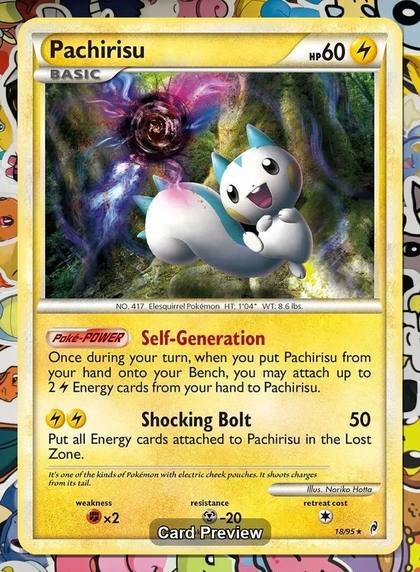 Pachirisu HP60
BASIC
NO. 417 Elesquirrel Pokémon HT: 1'04" WT: 8.6 lbs.
Poké-POWER Self-Generation
Once during your turn, when you put Pachirisu from
your hand onto your Bench, you may attach up to
2 Energy cards from your hand to Pachirisu.
Shocking Bolt 50
Put all Energy cards attached to Pachirisu in the Lost
Zone.
It's one of the kinds of Pokémon with electric cheek pouches. It shoots charges
from its tail.
Illus. Noriko Hotta
weakness resistance retreat cost
×2 -20
18/95 ★
Card Preview